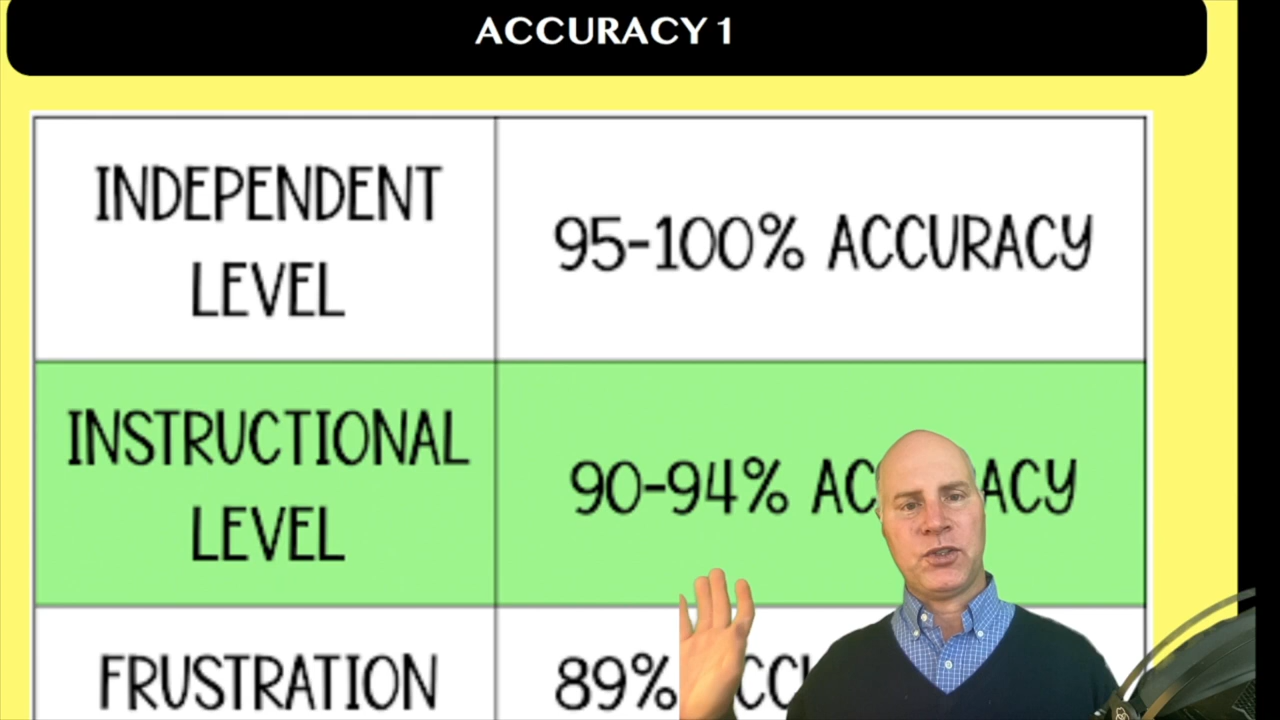 ACCURACY 1
INDEPENDENT
LEVEL
95-100% ACCURACY
INSTRUCTIONAL
LEVEL
90-94%
FRUSTRATION
89%